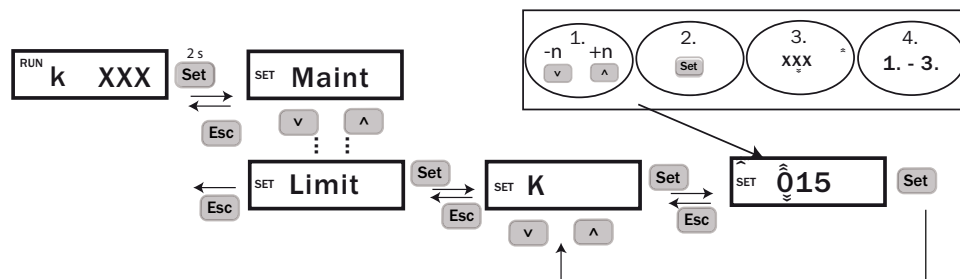 1. 2. 3. 4.
-n +n
Set
xxx
1. - 3.
2 s
RUN k XXX
Set
SET Maint
Esc
SET Limit
Set
SET K
Set
SET 015
Set
Esc
Esc
Esc